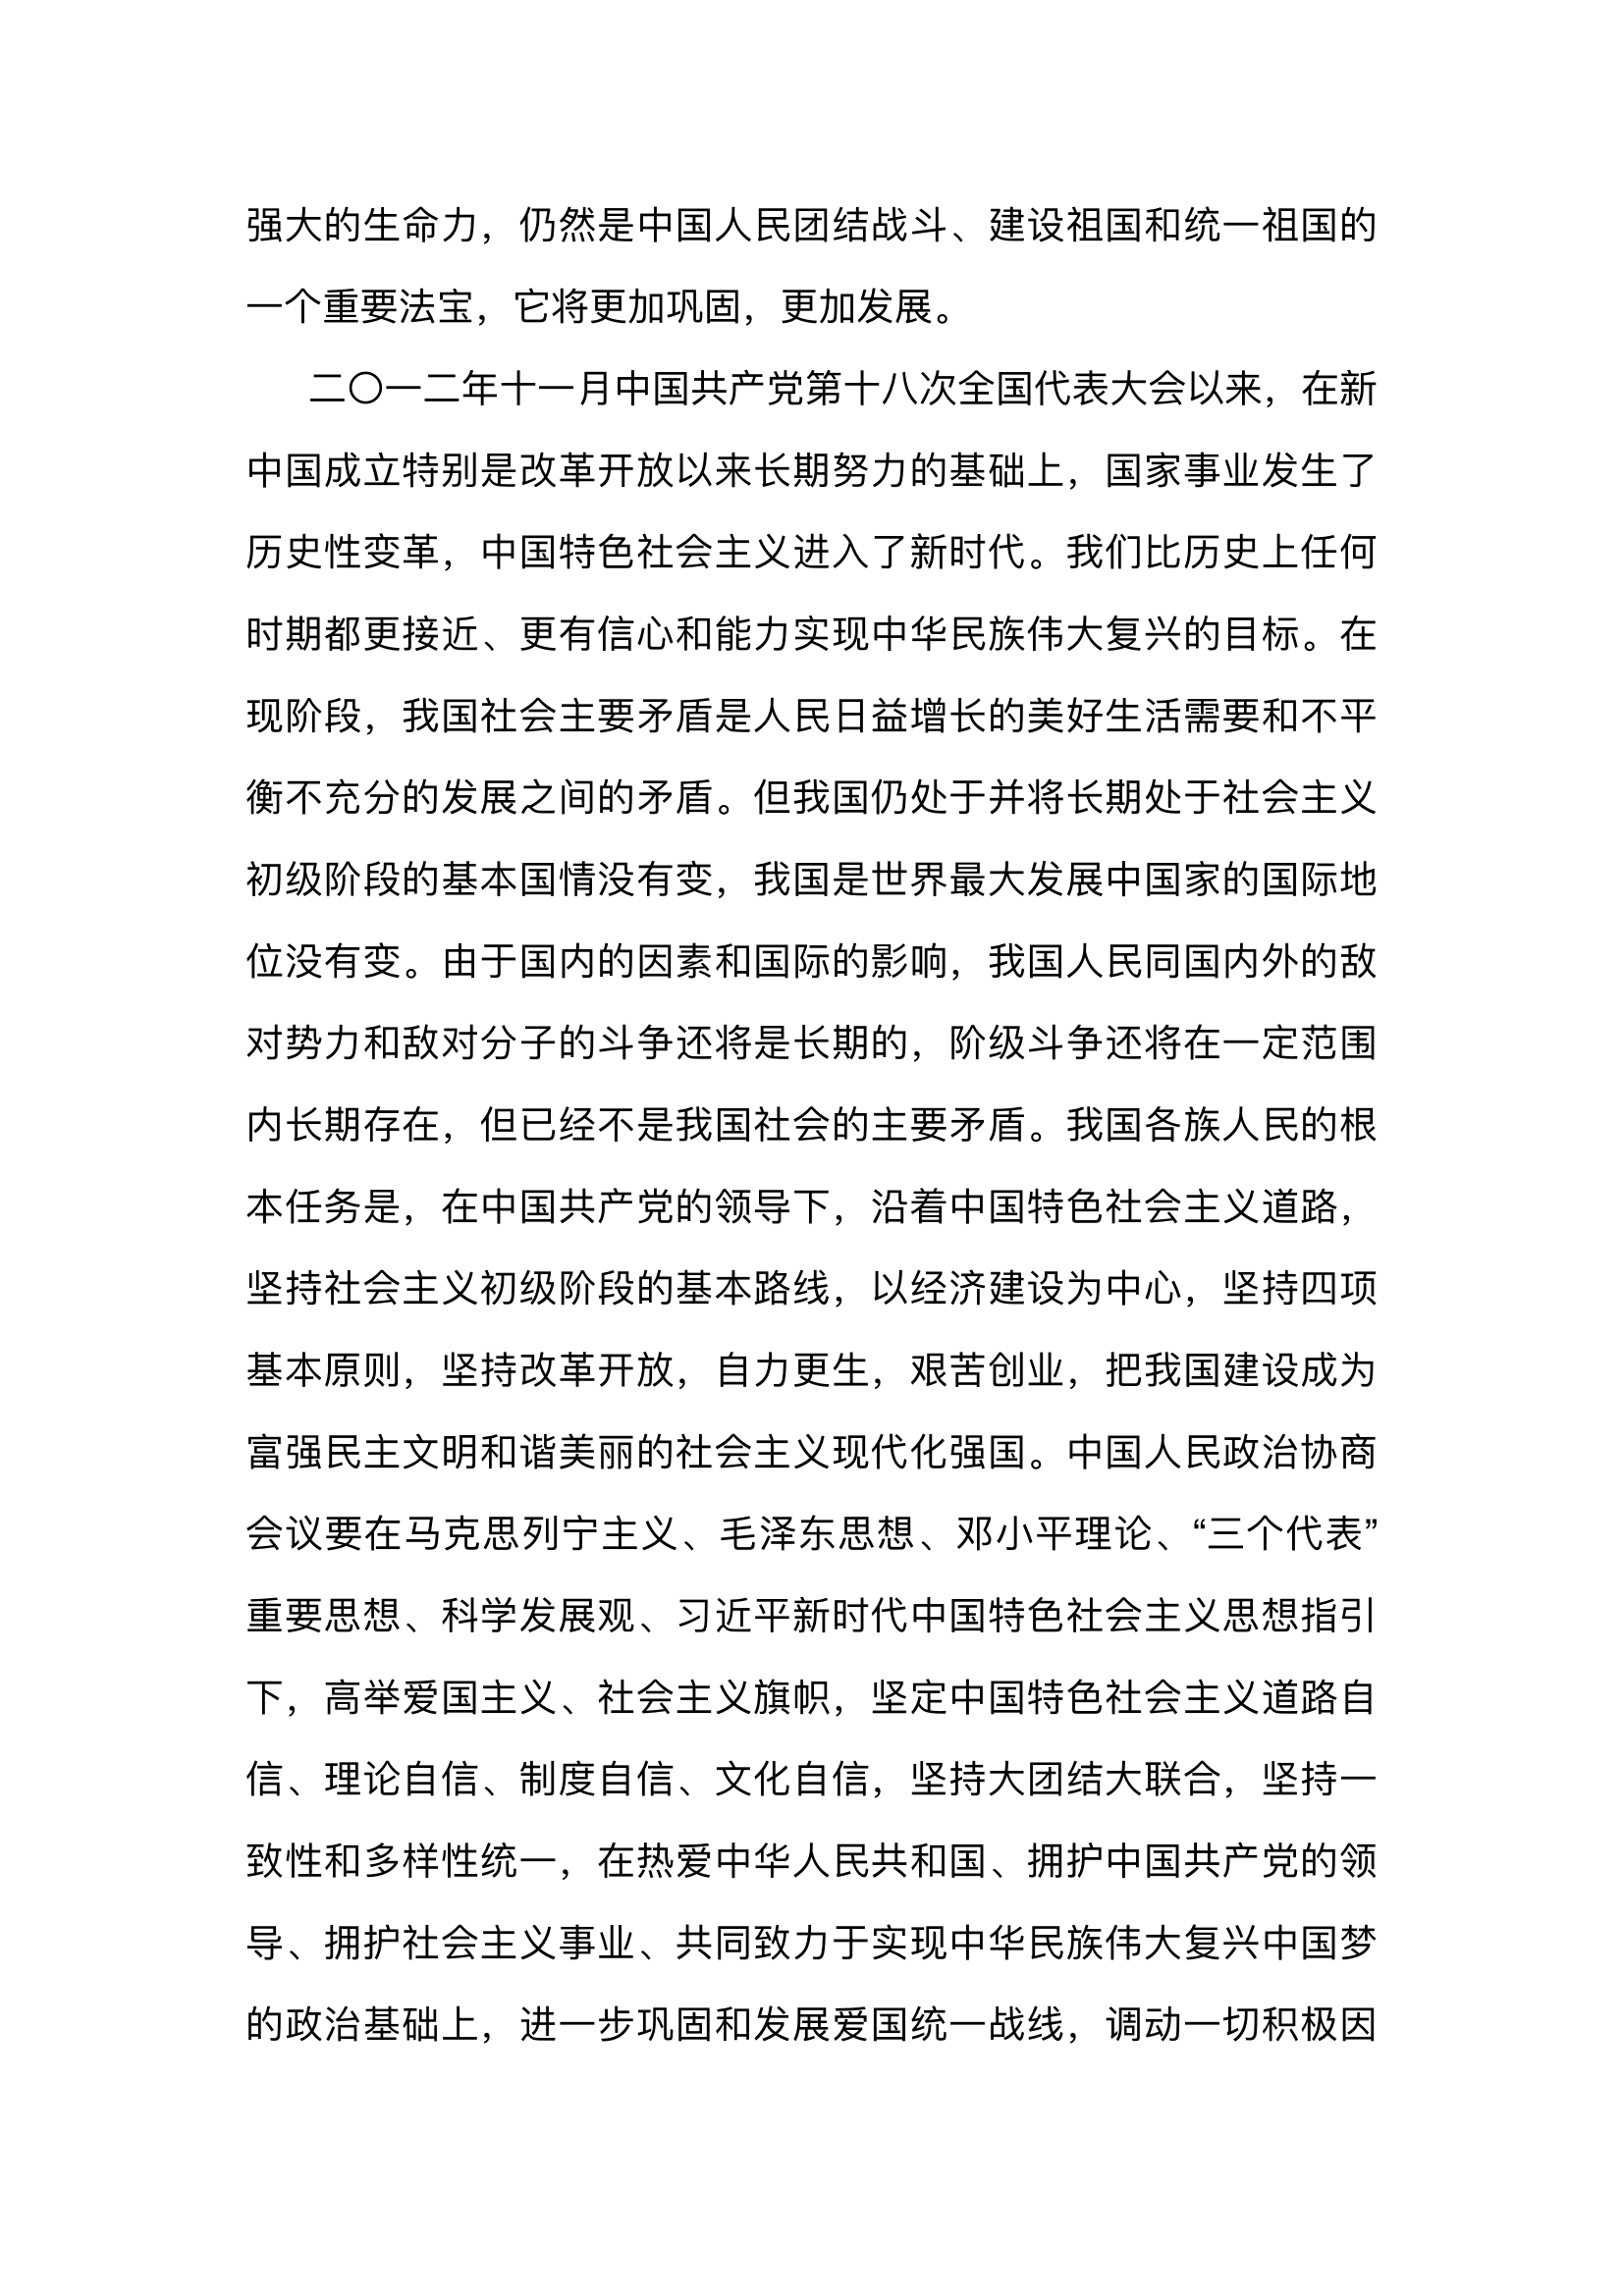 强大的生命力，仍然是中国人民团结战斗、建设祖国和统一祖国的
一个重要法宝，它将更加巩固，更加发展。
二〇一二年十一月中国共产党第十八次全国代表大会以来，在新
中国成立特别是改革开放以来长期努力的基础上，国家事业发生了
历史性变革，中国特色社会主义进入了新时代。我们比历史上任何
时期都更接近、更有信心和能力实现中华民族伟大复兴的目标。在
现阶段，我国社会主要矛盾是人民日益增长的美好生活需要和不平
衡不充分的发展之间的矛盾。但我国仍处于并将长期处于社会主义
初级阶段的基本国情没有变，我国是世界最大发展中国家的国际地
位没有变。由于国内的因素和国际的影响，我国人民同国内外的敌
对势力和敌对分子的斗争还将是长期的，阶级斗争还将在一定范围
内长期存在，但已经不是我国社会的主要矛盾。我国各族人民的根
本任务是，在中国共产党的领导下，沿着中国特色社会主义道路，
坚持社会主义初级阶段的基本路线，以经济建设为中心，坚持四项
基本原则，坚持改革开放，自力更生，艰苦创业，把我国建设成为
富强民主文明和谐美丽的社会主义现代化强国。中国人民政治协商
会议要在马克思列宁主义、毛泽东思想、邓小平理论、“三个代表”
重要思想、科学发展观、习近平新时代中国特色社会主义思想指引
下，高举爱国主义、社会主义旗帜，坚定中国特色社会主义道路自
信、理论自信、制度自信、文化自信，坚持大团结大联合，坚持一
致性和多样性统一，在热爱中华人民共和国、拥护中国共产党的领
导、拥护社会主义事业、共同致力于实现中华民族伟大复兴中国梦
的政治基础上，进一步巩固和发展爱国统一战线，调动一切积极因